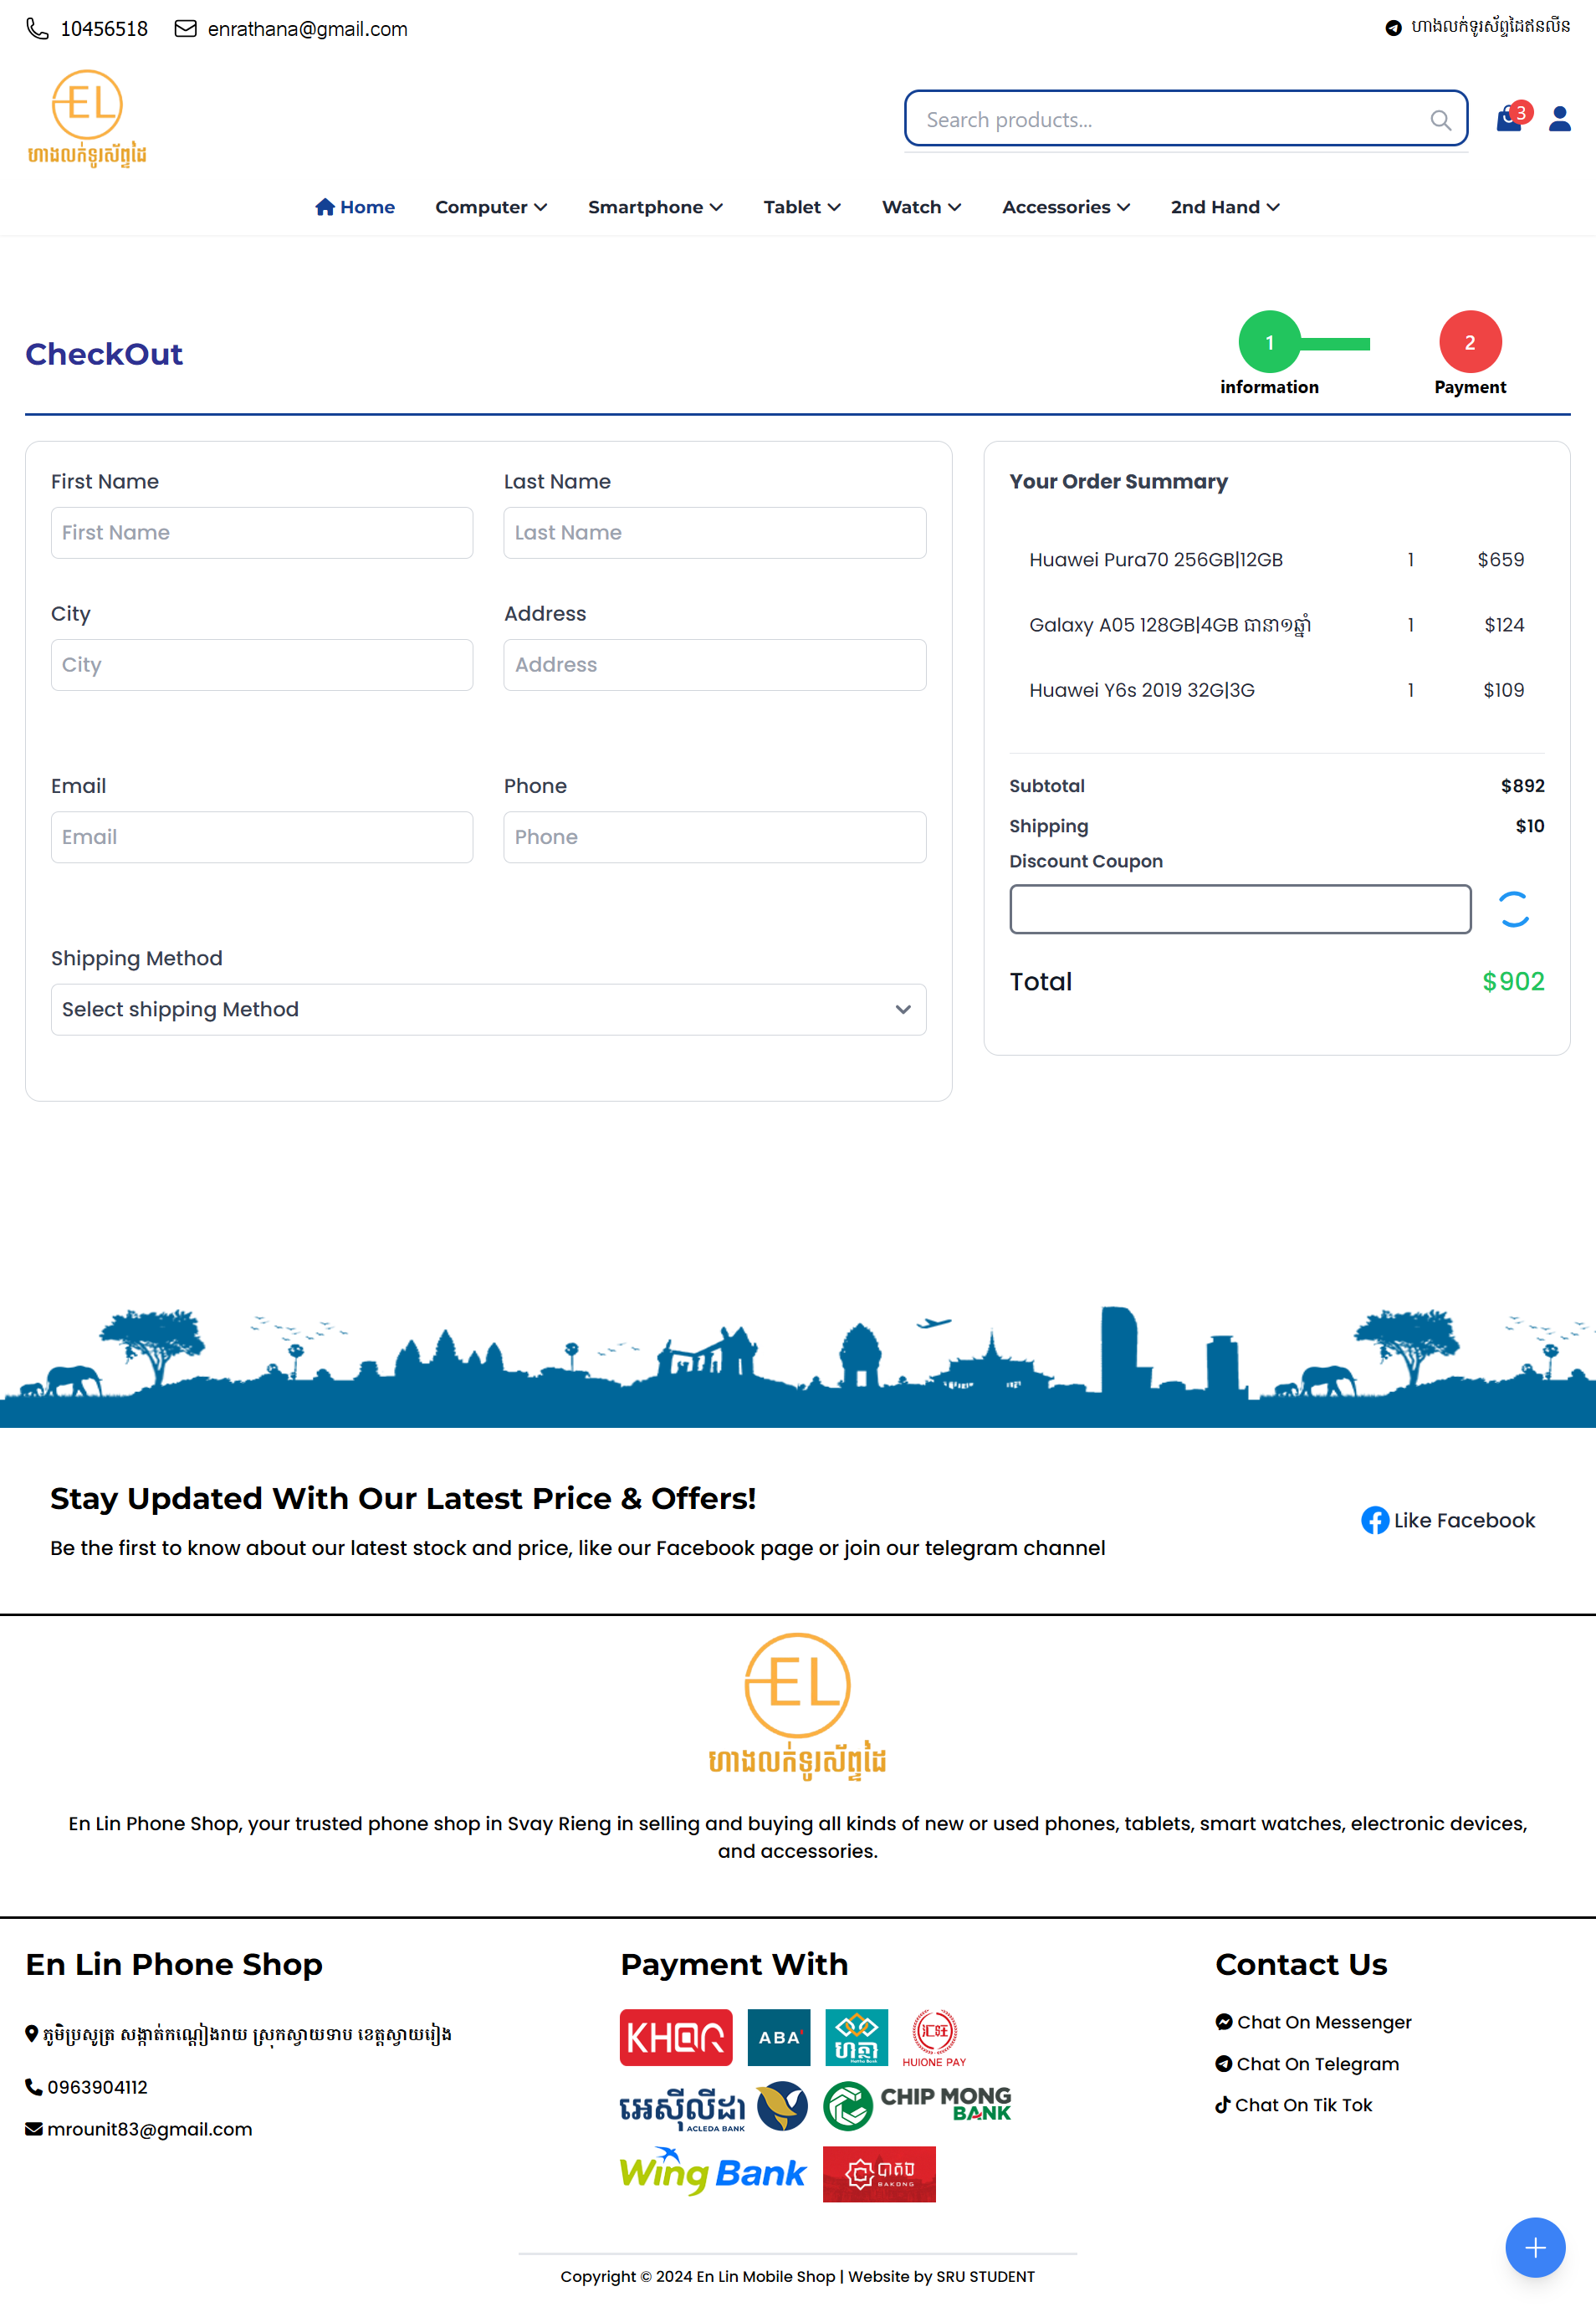 10456518 enrathana@gmail.com ហាងលក់ទូរស័ព្ទដៃឥនលីន
EL
ហាងលក់ទូរស័ព្ទដៃ
Search products...
3
Home Computer Smartphone Tablet Watch Accessories 2nd Hand
CheckOut
1 2
information Payment
First Name Last Name
First Name Last Name
City Address
City Address
Email Phone
Email Phone
Shipping Method
Select shipping Method
Your Order Summary
Huawei Pura70 256GB|12GB 1 $659
Galaxy A05 128GB|4GB ធានា១ឆ្នាំ 1 $124
Huawei Y6s 2019 32G|3G 1 $109
Subtotal $892
Shipping $10
Discount Coupon
Total $902
Stay Updated With Our Latest Price & Offers!
Be the first to know about our latest stock and price, like our Facebook page or join our telegram channel
Like Facebook
EL
ហាងលក់ទូរស័ព្ទដៃ
En Lin Phone Shop, your trusted phone shop in Svay Rieng in selling and buying all kinds of new or used phones, tablets, smart watches, electronic devices,
and accessories.
En Lin Phone Shop
ភូមិប្រសូត្រ សង្កាត់កណ្តៀងរាយ ស្រុកស្វាយទាប ខេត្តស្វាយរៀង
0963904112
mrounit83@gmail.com
Payment With
KHQR ABA' ហត្ថា
Hattha Bank
汇旺
HUIONE PAY
អេស៊ីលីដា
ACLEDA BANK
CHIP MONG
BANK
Wing Bank
បាគង
BAKONG
Contact Us
Chat On Messenger
Chat On Telegram
Chat On Tik Tok
Copyright © 2024 En Lin Mobile Shop | Website by SRU STUDENT